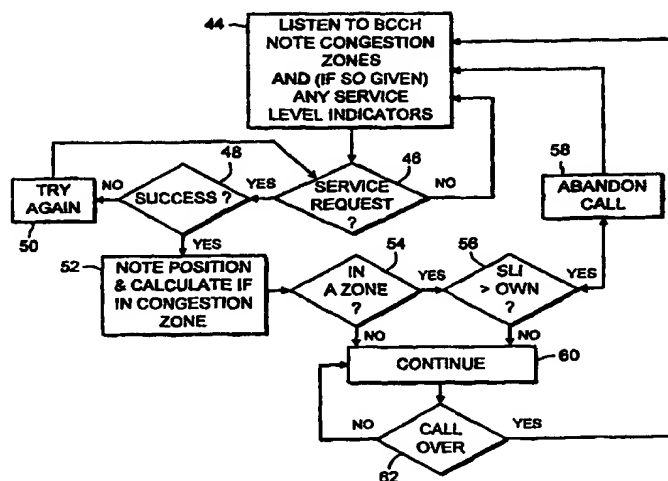 44
LISTEN TO BCCH
NOTE CONGESTION
ZONES
AND (IF SO GIVEN)
ANY SERVICE
LEVEL INDICATORS
48
46
58
TRY
AGAIN
NO
SUCCESS ?
YES
SERVICE
REQUEST
?
NO
ABANDON
CALL
50
YES
52
54
56
NOTE POSITION
& CALCULATE IF
IN CONGESTION
ZONE
IN
A ZONE
?
YES
SLI
> OWN
?
YES
NO
NO
CONTINUE
60
NO
CALL
OVER
YES
62